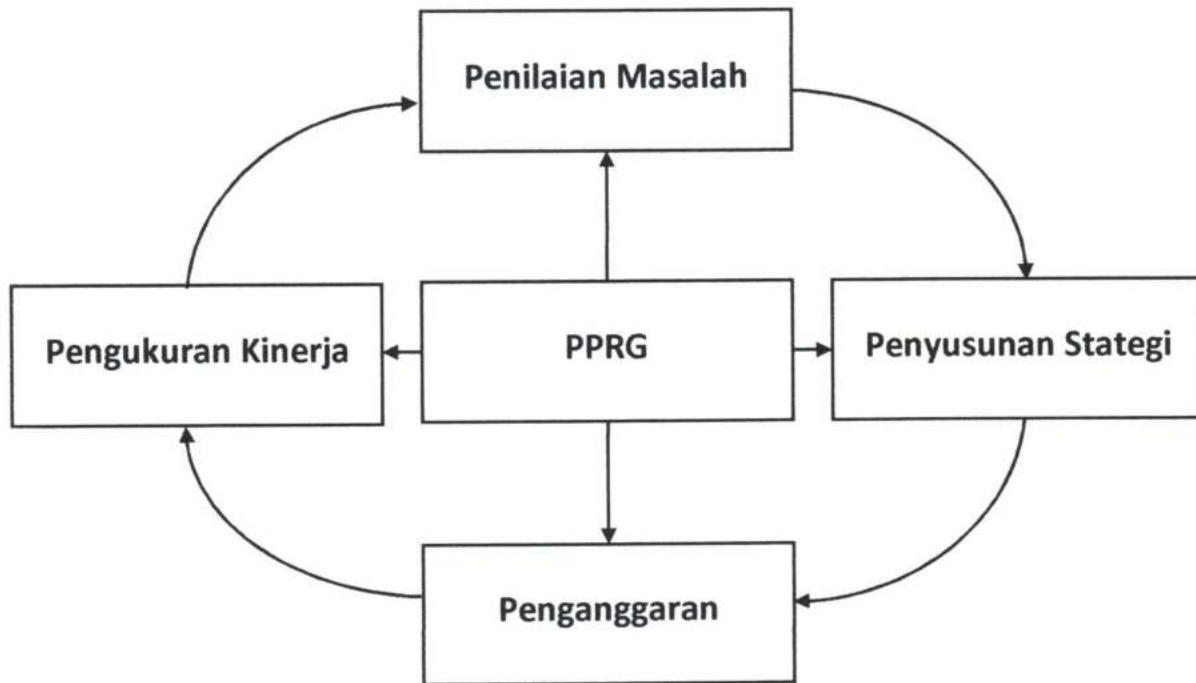 Penilaian Masalah
Pengukuran Kinerja
PPRG
Penyusunan Stategi
Penganggaran